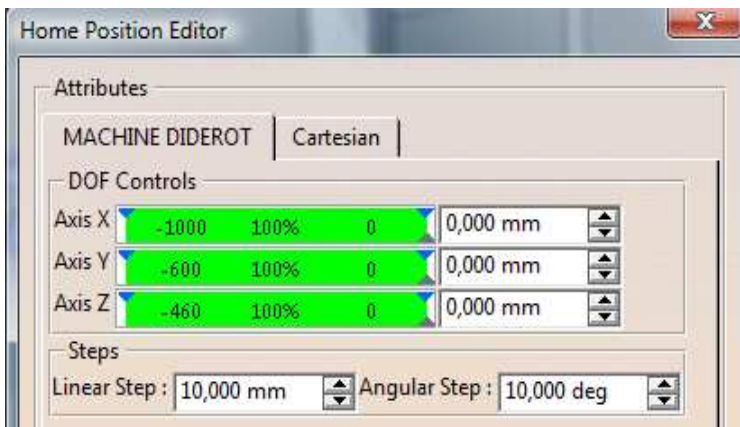 Home Position Editor
Attributes
MACHINE DIDEROT Cartesian
DOF Controls
Axis X -1000 100% 0 0,000 mm
Axis Y -600 100% 0 0,000 mm
Axis Z -460 100% 0 0,000 mm
Steps
Linear Step : 10,000 mm Angular Step : 10,000 deg